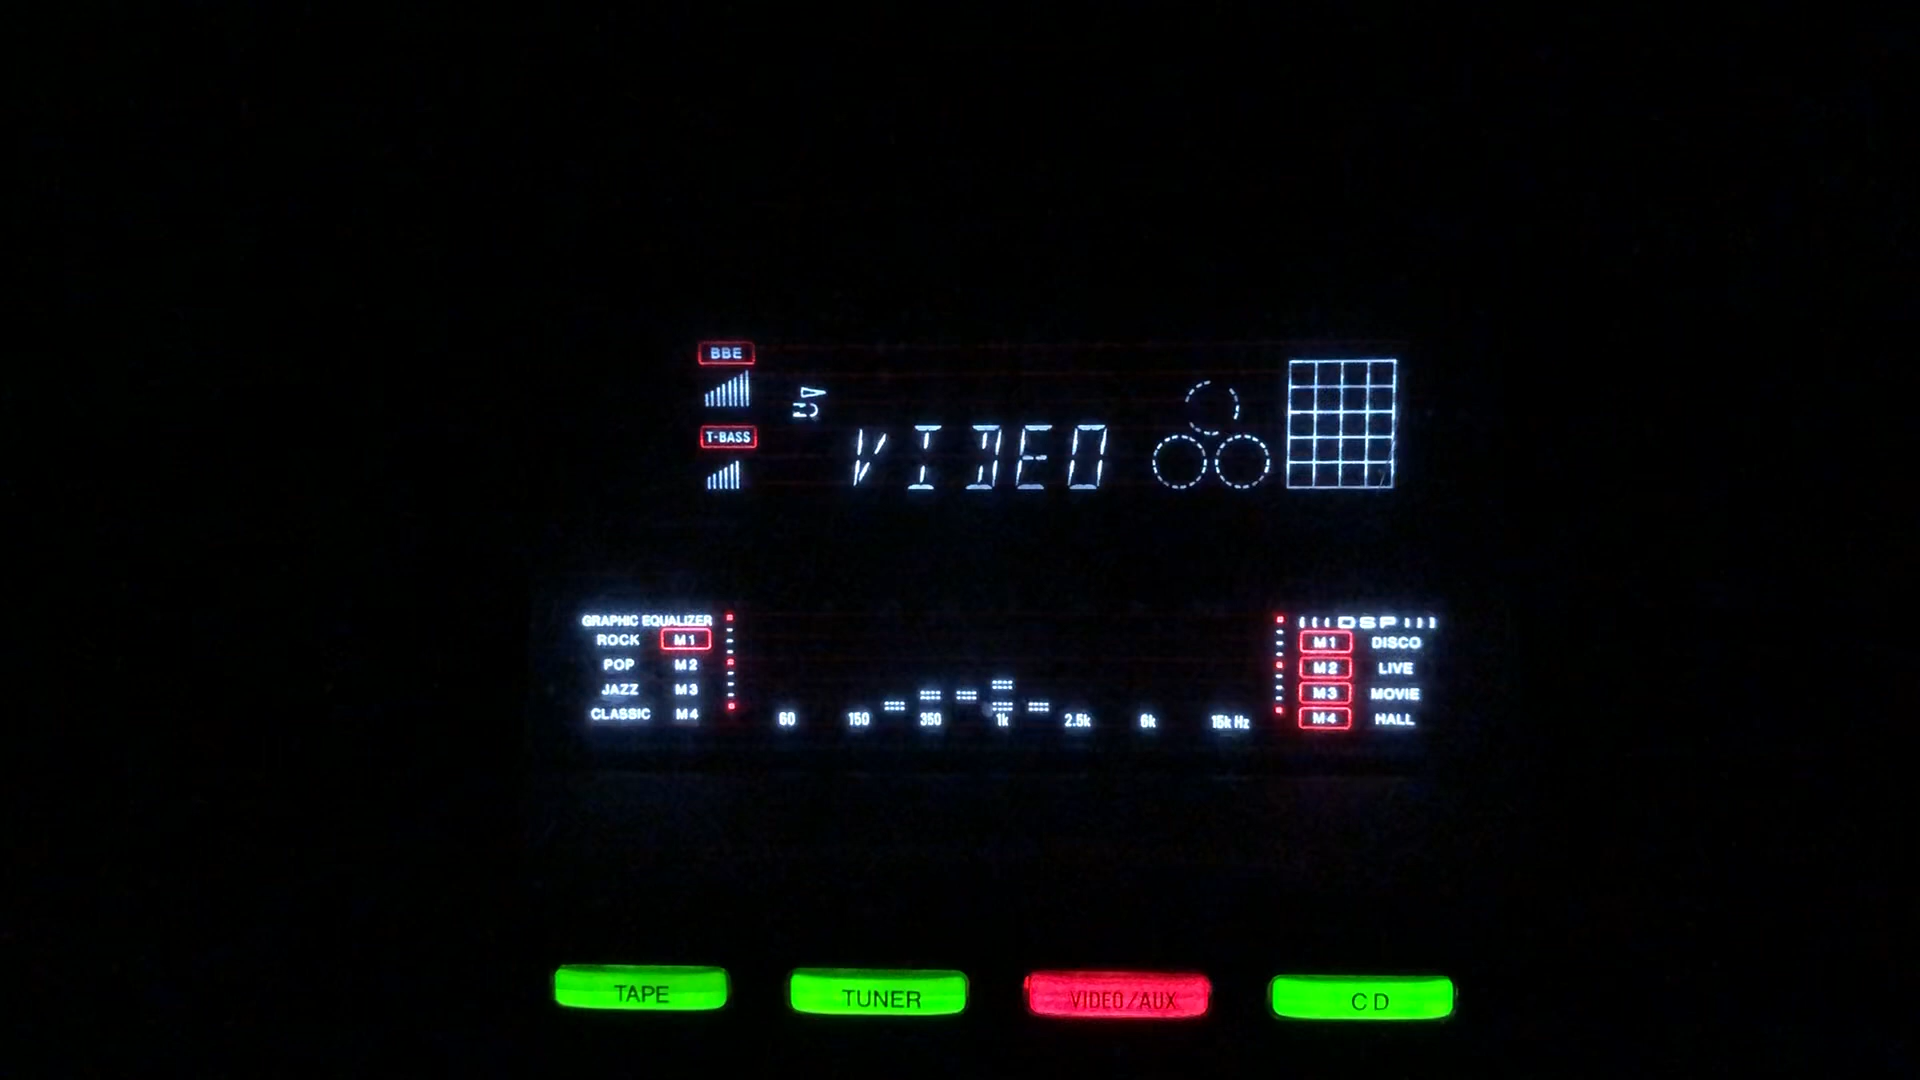 BBE
T-BASS
VIDEO
GRAPHIC EQUALIZER
ROCK M1
POP M2
JAZZ M3
CLASSIC M4
60 150 350 1k 2.5k 6k 15k Hz
DSP
M1 DISCO
M2 LIVE
M3 MOVIE
M4 HALL
TAPE
TUNER
VIDEO/AUX
CD